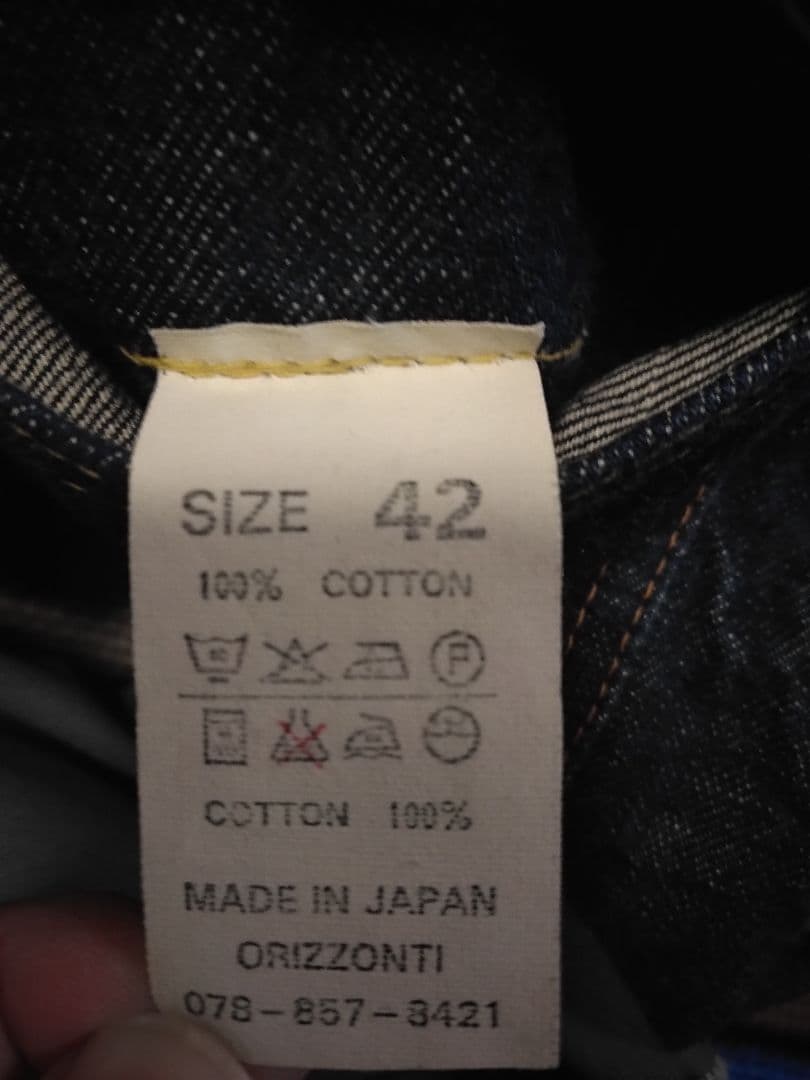 SIZE 42
100% COTTON
P
COTTON 100%
MADE IN JAPAN
ORIZZONTI
078-857-8421